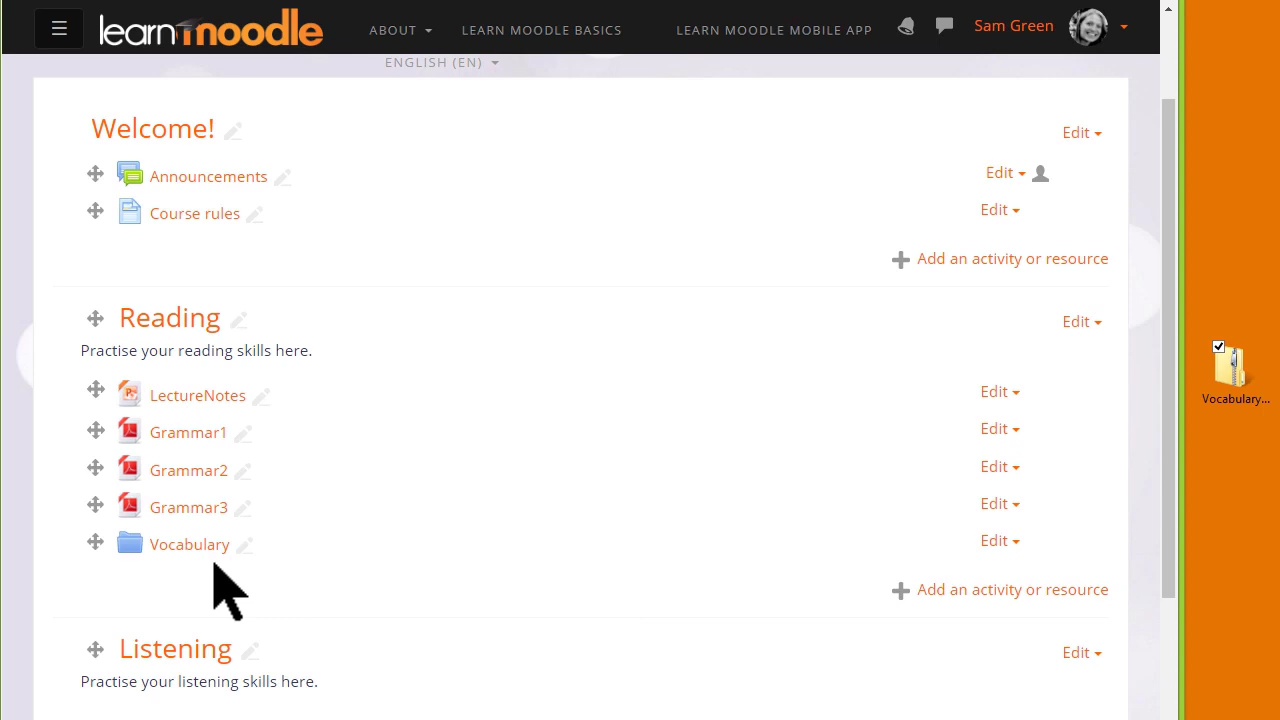 learn moodle
ABOUT LEARN MOODLE BASICS LEARN MOODLE MOBILE APP Sam Green
ENGLISH (EN)
Welcome! Edit
Announcements Edit
Course rules Edit
Add an activity or resource
Reading Edit
Practise your reading skills here.
LectureNotes Edit
Grammar1 Edit
Grammar2 Edit
Grammar3 Edit
Vocabulary Edit
Add an activity or resource
Listening Edit
Practise your listening skills here.
Vocabulary...